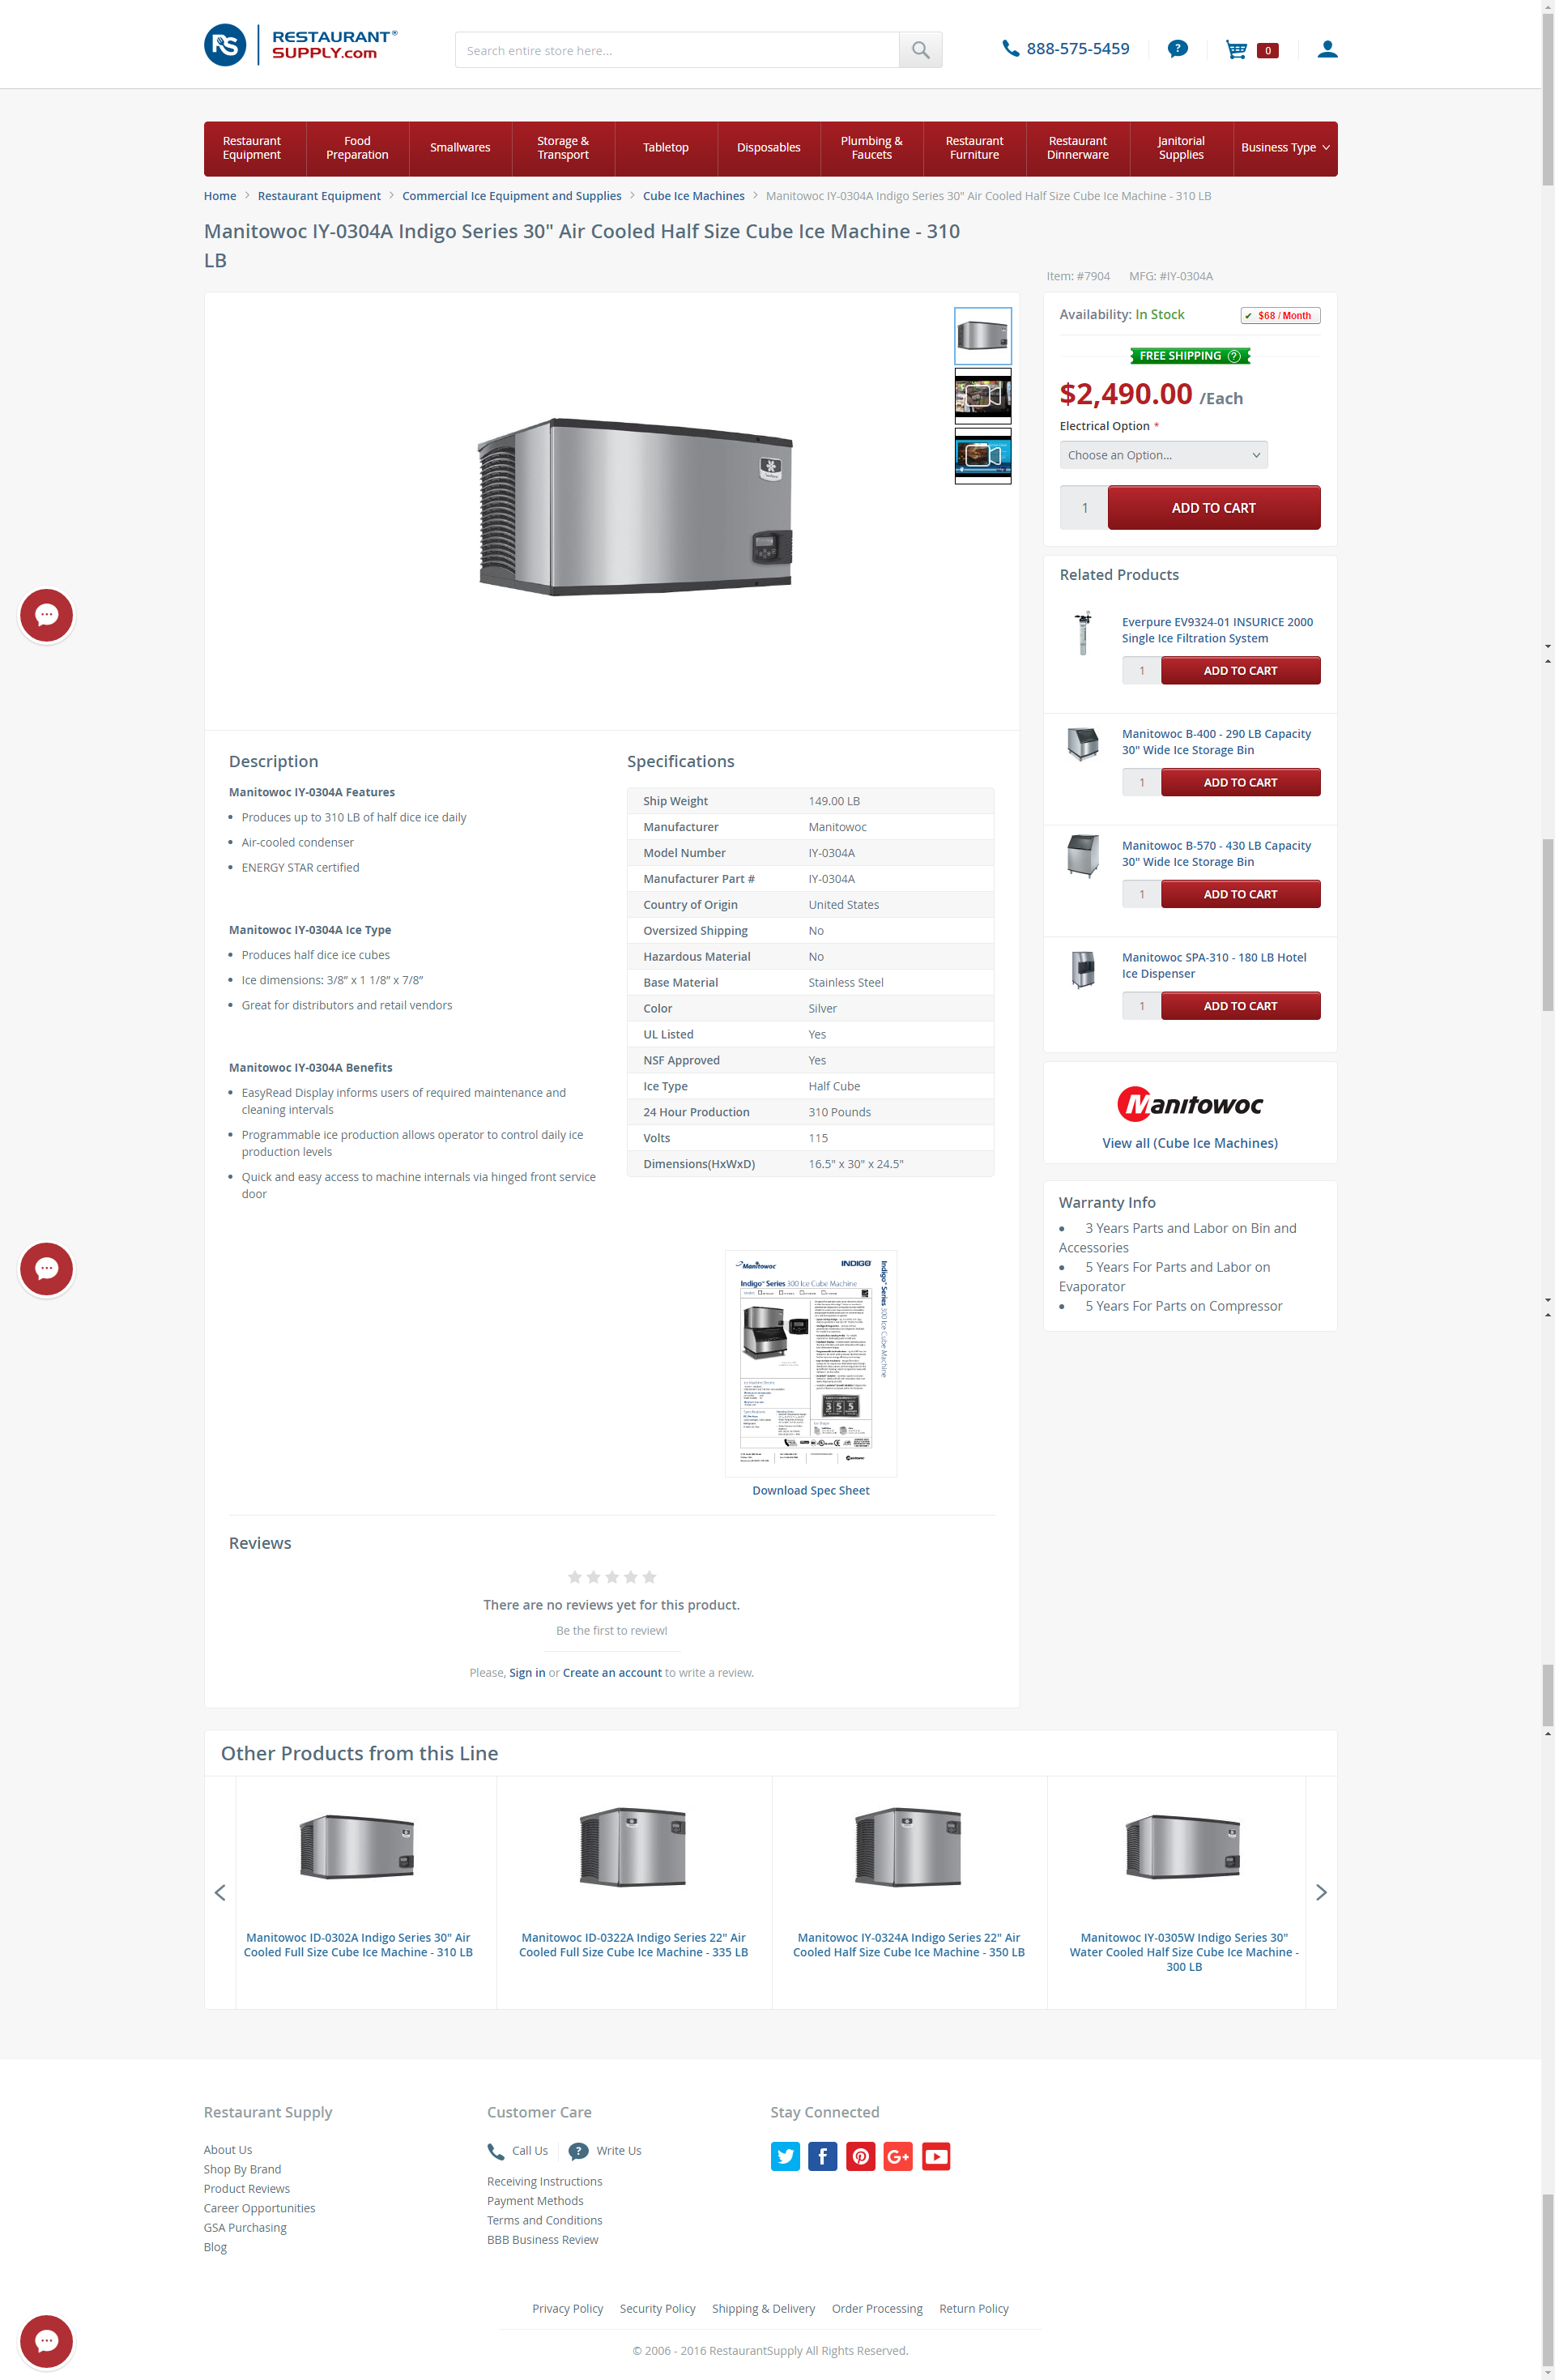 RS
RESTAURANT®
SUPPLY.com
Search entire store here...
888-575-5459
?
0
Restaurant
Equipment
Food
Preparation
Smallwares
Storage &
Transport
Tabletop
Disposables
Plumbing &
Faucets
Restaurant
Furniture
Restaurant
Dinnerware
Janitorial
Supplies
Business Type
Home
Restaurant Equipment
Commercial Ice Equipment and Supplies
Cube Ice Machines
Manitowoc IY-0304A Indigo Series 30" Air Cooled Half Size Cube Ice Machine - 310 LB
Manitowoc IY-0304A Indigo Series 30" Air Cooled Half Size Cube Ice Machine - 310
LB
Item: #7904 MFG: #IY-0304A
Availability: In Stock
✔ $68 / Month
FREE SHIPPING ?
$2,490.00 /Each
Electrical Option *
Choose an Option...
1
ADD TO CART
Related Products
Everpure EV9324-01 INSURICE 2000
Single Ice Filtration System
1
ADD TO CART
Manitowoc B-400 - 290 LB Capacity
30" Wide Ice Storage Bin
1
ADD TO CART
Manitowoc B-570 - 430 LB Capacity
30" Wide Ice Storage Bin
1
ADD TO CART
Manitowoc SPA-310 - 180 LB Hotel
Ice Dispenser
1
ADD TO CART
Manitowoc
View all (Cube Ice Machines)
Warranty Info
• 3 Years Parts and Labor on Bin and
Accessories
• 5 Years For Parts and Labor on
Evaporator
• 5 Years For Parts on Compressor
Description
Manitowoc IY-0304A Features
• Produces up to 310 LB of half dice ice daily
• Air-cooled condenser
• ENERGY STAR certified
Manitowoc IY-0304A Ice Type
• Produces half dice ice cubes
• Ice dimensions: 3/8” x 1 1/8” x 7/8”
• Great for distributors and retail vendors
Manitowoc IY-0304A Benefits
• EasyRead Display informs users of required maintenance and
cleaning intervals
• Programmable ice production allows operator to control daily ice
production levels
• Quick and easy access to machine internals via hinged front service
door
Specifications
Ship Weight 149.00 LB
Manufacturer Manitowoc
Model Number IY-0304A
Manufacturer Part # IY-0304A
Country of Origin United States
Oversized Shipping No
Hazardous Material No
Base Material Stainless Steel
Color Silver
UL Listed Yes
NSF Approved Yes
Ice Type Half Cube
24 Hour Production 310 Pounds
Volts 115
Dimensions(HxWxD) 16.5" x 30" x 24.5"
Manitowoc
INDIGO
Indigo™ Series 300 Ice Cube Machine
Indigo™ Series 300 Ice Cube Machine
Download Spec Sheet
Reviews
There are no reviews yet for this product.
Be the first to review!
Please, Sign in or Create an account to write a review.
Other Products from this Line
Manitowoc ID-0302A Indigo Series 30" Air
Cooled Full Size Cube Ice Machine - 310 LB
Manitowoc ID-0322A Indigo Series 22" Air
Cooled Full Size Cube Ice Machine - 335 LB
Manitowoc IY-0324A Indigo Series 22" Air
Cooled Half Size Cube Ice Machine - 350 LB
Manitowoc IY-0305W Indigo Series 30"
Water Cooled Half Size Cube Ice Machine -
300 LB
Restaurant Supply
About Us
Shop By Brand
Product Reviews
Career Opportunities
GSA Purchasing
Blog
Customer Care
Call Us
? Write Us
Receiving Instructions
Payment Methods
Terms and Conditions
BBB Business Review
Stay Connected
f
G+
Privacy Policy
Security Policy
Shipping & Delivery
Order Processing
Return Policy
© 2006 - 2016 RestaurantSupply All Rights Reserved.